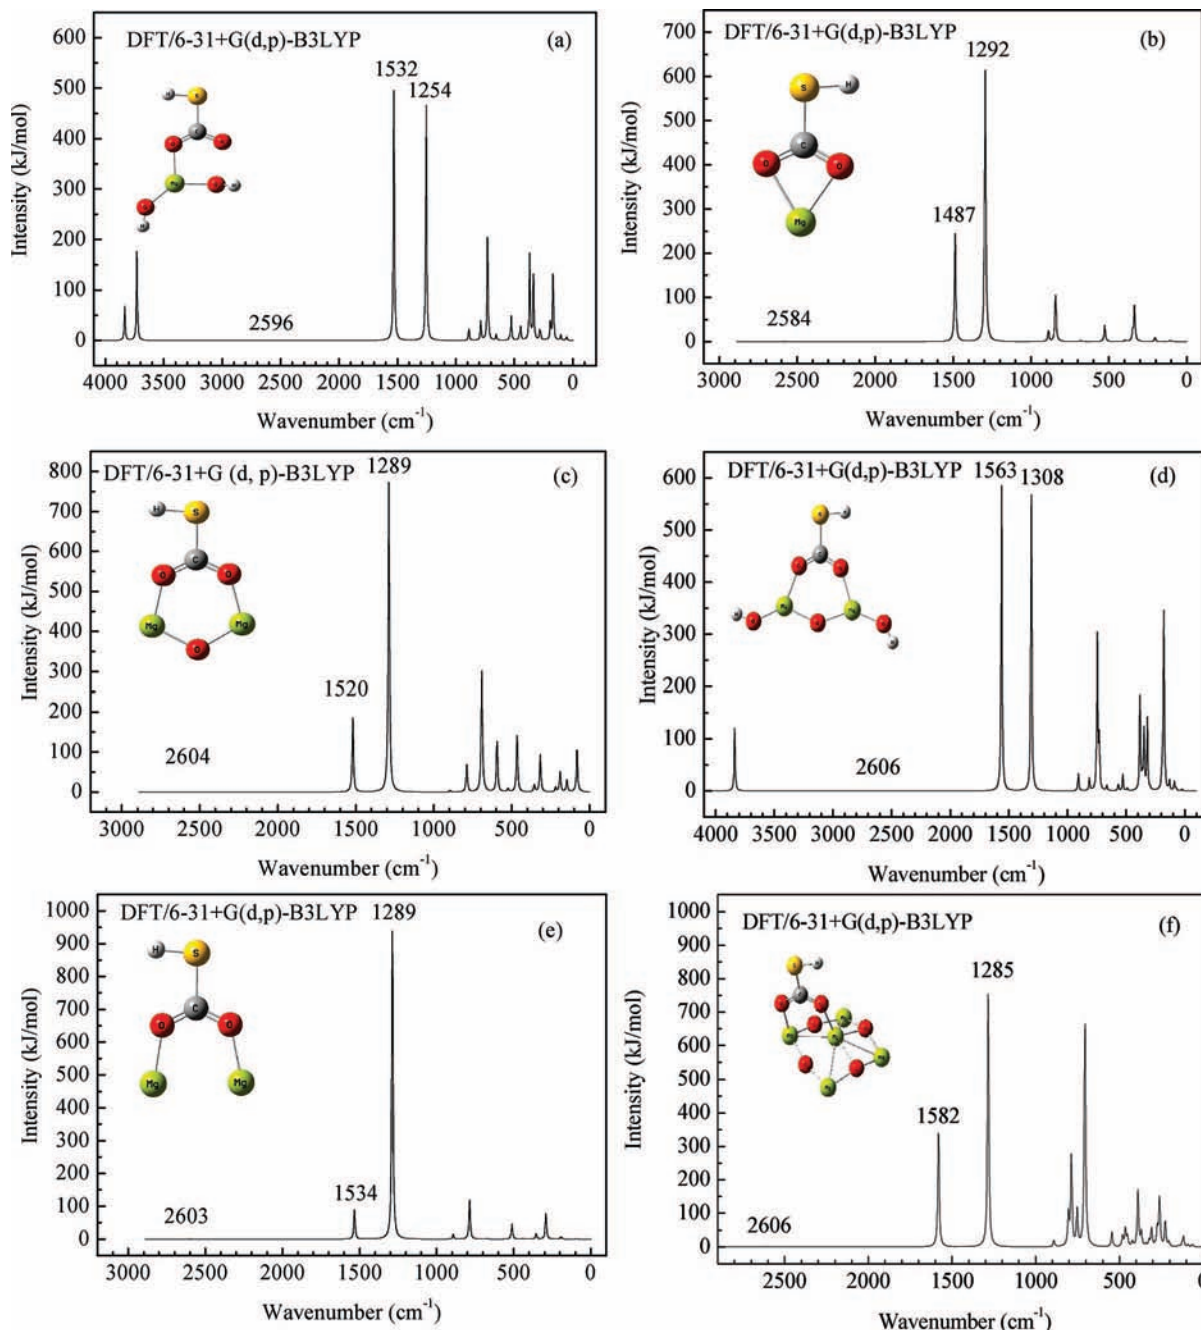 DFT/6-31+G(d,p)-B3LYP
(a)
1532
1254
2596
600
500
400
300
200
100
0
Intensity (kJ/mol)
4000 3500 3000 2500 2000 1500 1000 500 0
Wavenumber (cm-1)
DFT/6-31+G(d,p)-B3LYP
(b)
1292
S H
C
O O
Mg
1487
2584
700
600
500
400
300
200
100
0
Intensity (kJ/mol)
3000 2500 2000 1500 1000 500 0
Wavenumber (cm-1)
DFT/6-31+G (d, p)-B3LYP
1289
(c)
H S
C
O O
Mg Mg
O
1520
2604
800
700
600
500
400
300
200
100
0
Intensity (kJ/mol)
3000 2500 2000 1500 1000 500 0
Wavenumber (cm-1)
DFT/6-31+G(d,p)-B3LYP
1563
1308
(d)
2606
600
500
400
300
200
100
0
Intensity (kJ/mol)
4000 3500 3000 2500 2000 1500 1000 500 0
Wavenumber (cm-1)
DFT/6-31+G(d,p)-B3LYP
1289
(e)
H S
C
O O
Mg Mg
1534
2603
1000
900
800
700
600
500
400
300
200
100
0
Intensity (kJ/mol)
3000 2500 2000 1500 1000 500 0
Wavenumber (cm-1)
DFT/6-31+G(d,p)-B3LYP
(f)
1285
1582
2606
1000
900
800
700
600
500
400
300
200
100
0
Intensity (kJ/mol)
2500 2000 1500 1000 500
Wavenumber (cm-1)